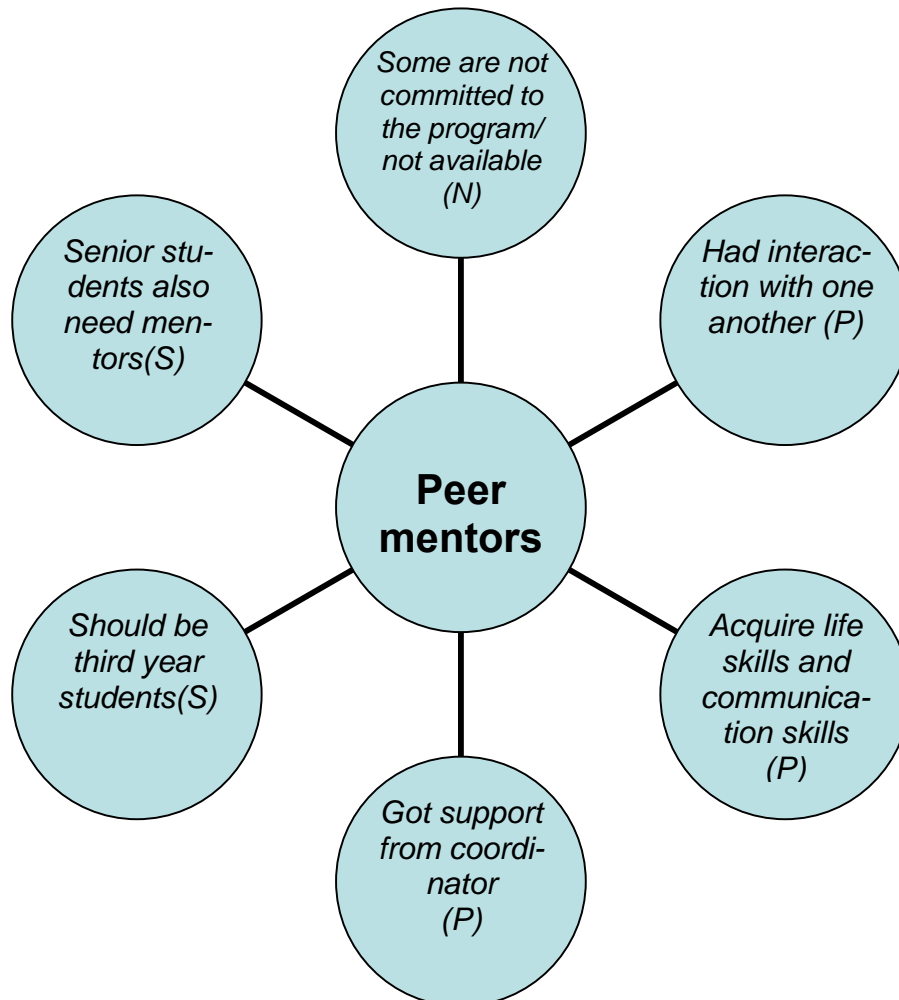 Some are not
committed to
the program/
not available
(N)
Senior stu-
dents also
need men-
tors(S)
Had interac-
tion with one
another (P)
Peer
mentors
Should be
third year
students(S)
Acquire life
skills and
communica-
tion skills
(P)
Got support
from coordi-
nator
(P)